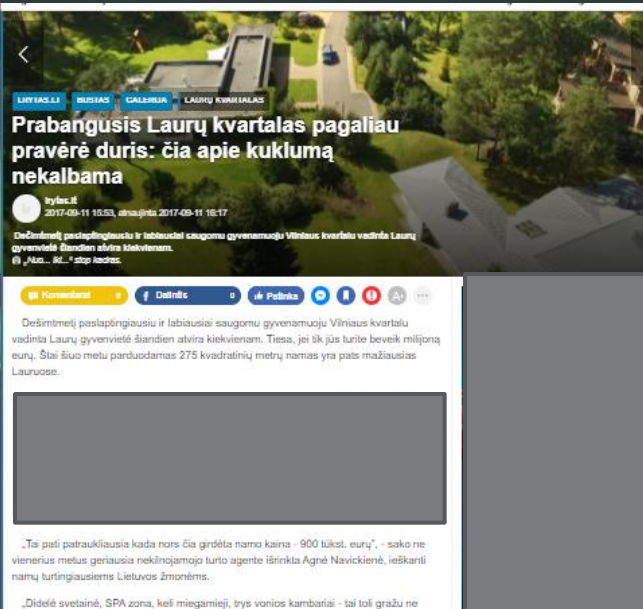 LRYTAS.LT BŪSTAS GALERIJA LAURŲ KVARTALAS
Prabangusis Laurų kvartalas pagaliau
pravėrė duris: čia apie kuklumą
nekalbama
lrytas.lt
2017-09-11 15:53, atnaujinta 2017-09-11 16:17
Dešimtmetį paslaptingiausiu ir labiausiai saugomu gyvenamuoju Vilniaus kvartalu vadinta Laurų
gyvenvietė šiandien atvira kiekvienam.
„Nuo... iki...“ stop kadras.
Komentarai 0 Dalintis 0 Patinka A+
Dešimtmetį paslaptingiausiu ir labiausiai saugomu gyvenamuoju Vilniaus kvartalu
vadinta Laurų gyvenvietė šiandien atvira kiekvienam. Tiesa, jei tik jūs turite beveik milijoną
eurų. Štai šiuo metu parduodamas 275 kvadratinių metrų namas yra pats mažiausias
Lauruose.
„Tai pati patraukliausia kada nors čia girdėta namo kaina - 900 tūkst. eurų“, - sako ne
vienerius metus geriausia nekilnojamojo turto agente išrinkta Agnė Navickienė, ieškanti
namų turtingiausiems Lietuvos žmonėms.
„Didelė svetainė, SPA zona, keli miegamieji, trys vonios kambariai - tai toli gražu ne